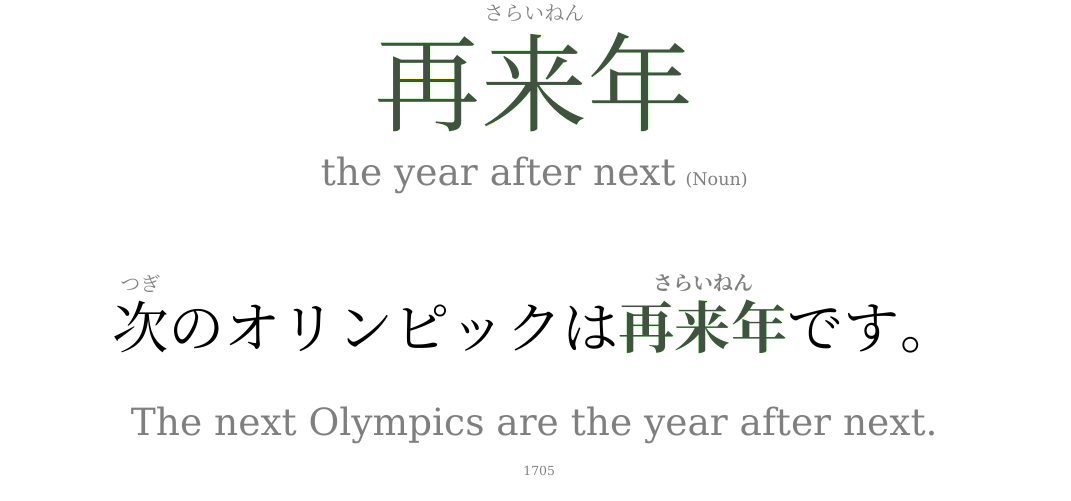 さらいねん
再来年
the year after next (Noun)
つぎ さらいねん
次のオリンピックは再来年です。
The next Olympics are the year after next.
1705